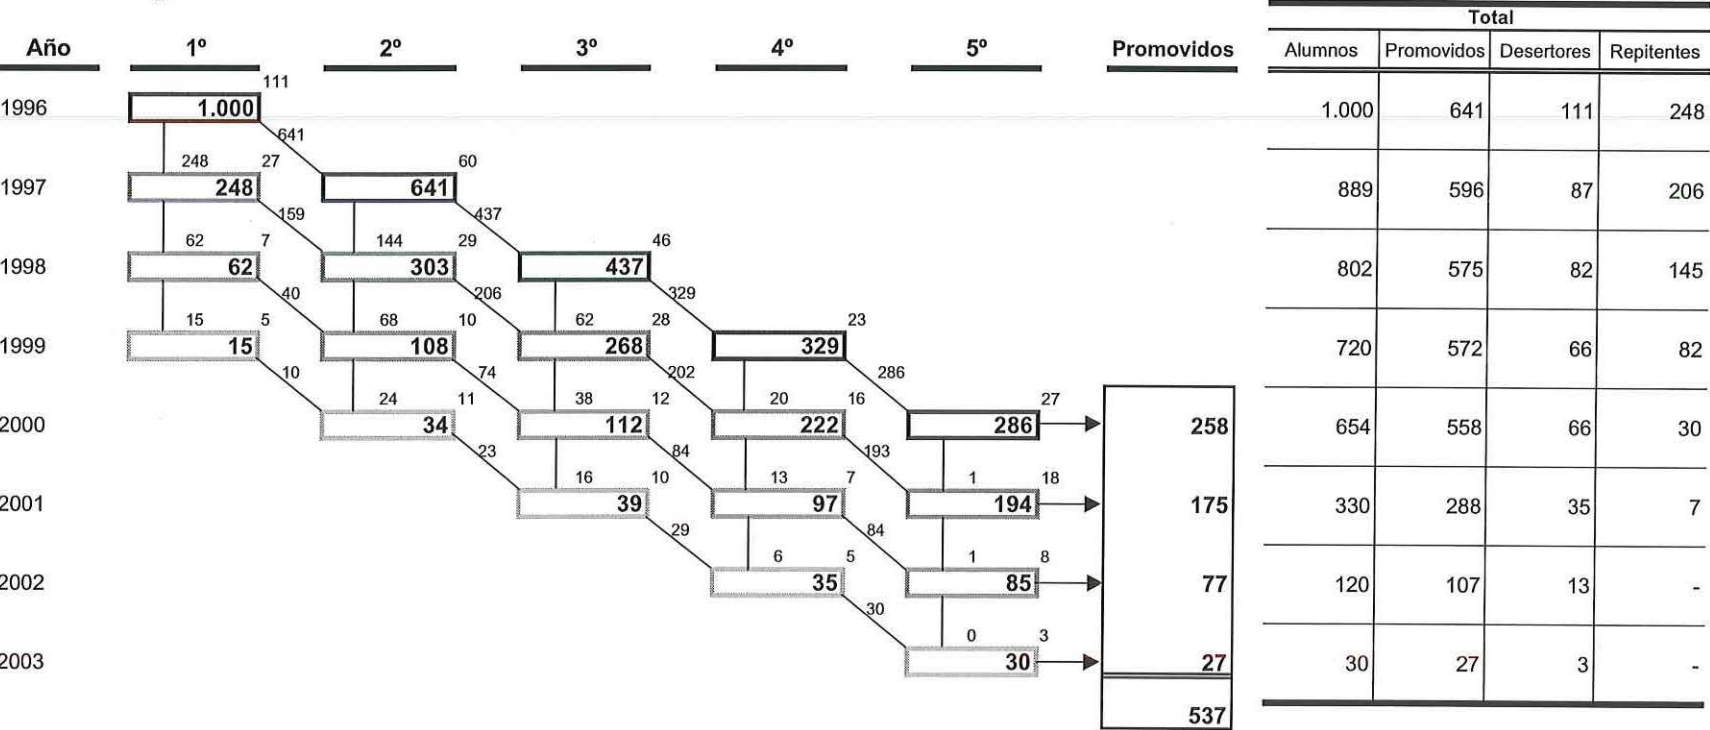 Total
Año 1º 2º 3º 4º 5º Promovidos Alumnos Promovidos Desertores Repitentes
111
1996 1.000 1.000 641 111 248
641
248 27 60
1997 248 641 889 596 87 206
159 437
62 7 144 29 46
1998 62 303 437 802 575 82 145
40 206 329
15 5 68 10 62 28 23
1999 15 108 268 329 720 572 66 82
10 74 202 286
24 11 38 12 20 16 27
2000 34 112 222 286 258 654 558 66 30
23 84 193
16 10 13 7 1 18
2001 39 97 194 175 330 288 35 7
29 84
6 5 1 8
2002 35 85 77 120 107 13 -
30
0 3
2003 30 27 30 27 3 -
537